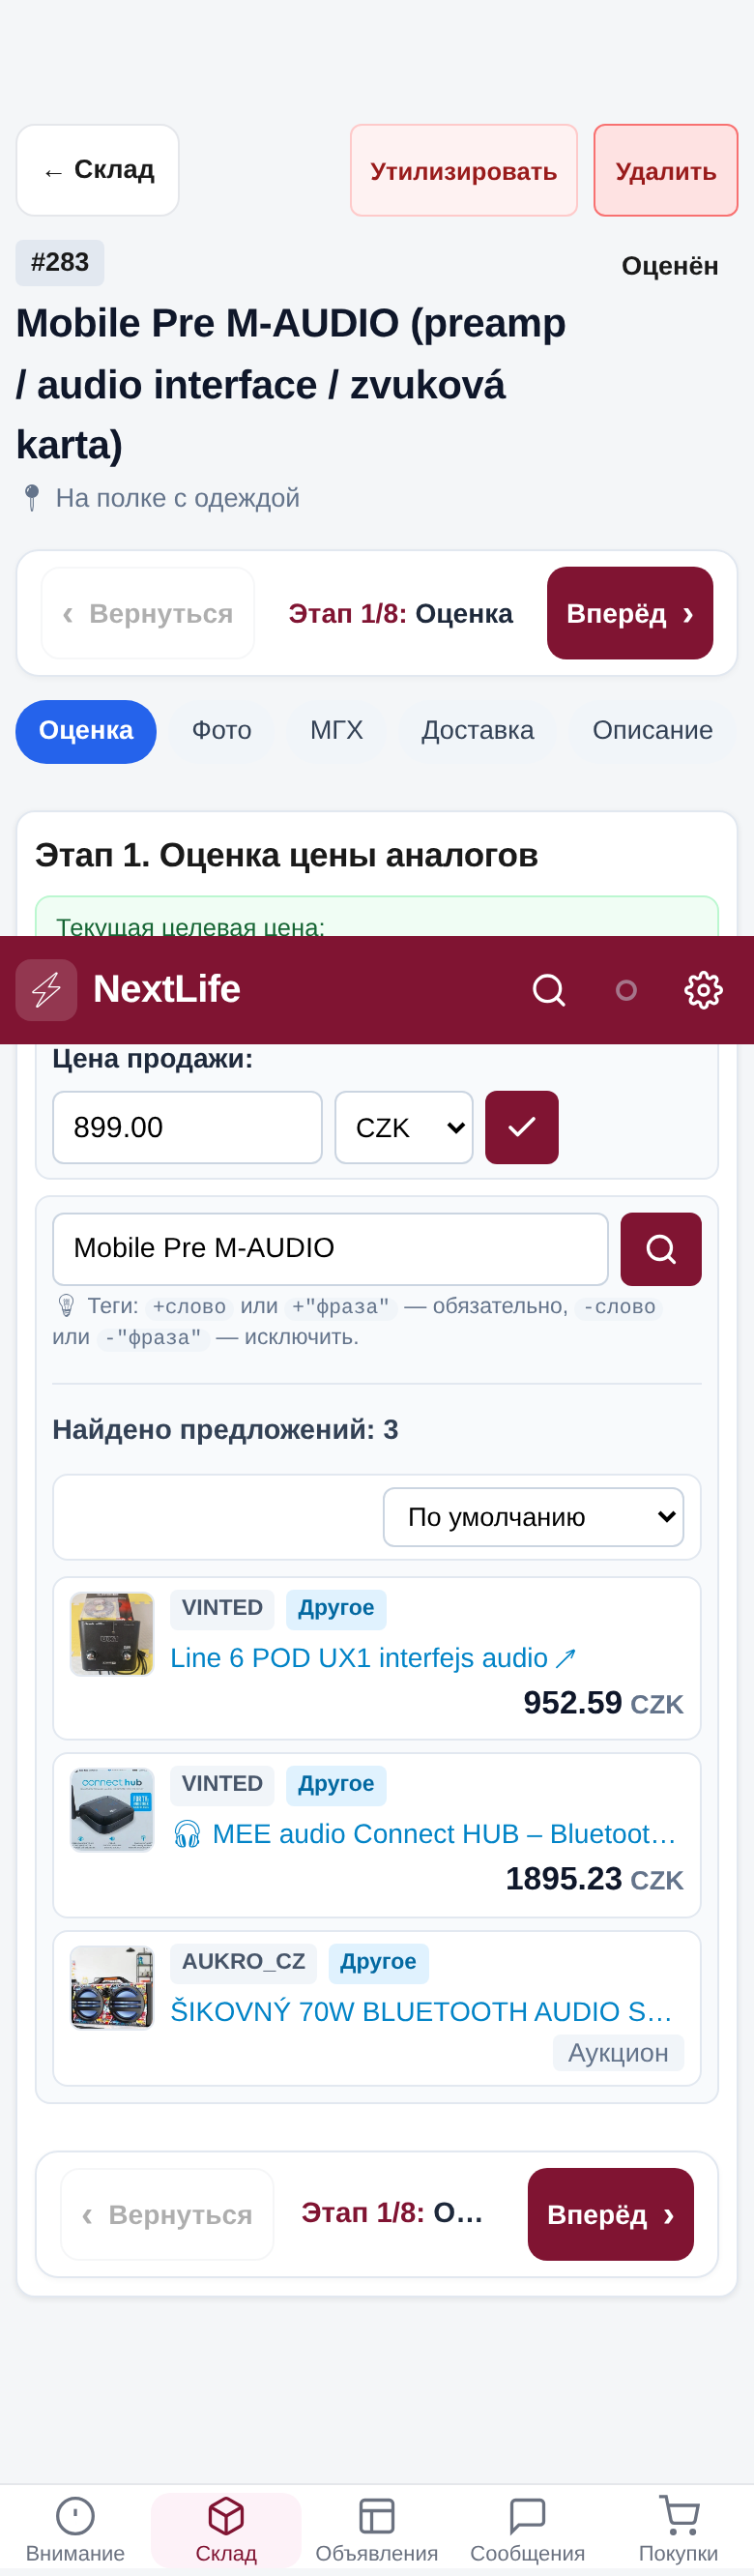 ← Склад
Утилизировать
Удалить
#283
Оценён
Mobile Pre M-AUDIO (preamp
/ audio interface / zvuková
karta)
На полке с одеждой
‹ Вернуться
Этап 1/8: Оценка
Вперёд ›
Оценка
Фото
МГХ
Доставка
Описание
Этап 1. Оценка цены аналогов
Текущая целевая цена:
NextLife
Цена продажи:
899.00
CZK
Mobile Pre M-AUDIO
Теги: +слово или +"фраза" — обязательно, -слово
или -"фраза" — исключить.
Найдено предложений: 3
По умолчанию
VINTED
Другое
Line 6 POD UX1 interfejs audio ↗
952.59 CZK
connect hub
VINTED
Другое
🎧 MEE audio Connect HUB – Bluetoot…
1895.23 CZK
AUKRO_CZ
Другое
ŠIKOVNÝ 70W BLUETOOTH AUDIO S…
Аукцион
‹ Вернуться
Этап 1/8: О…
Вперёд ›
Внимание
Склад
Объявления
Сообщения
Покупки